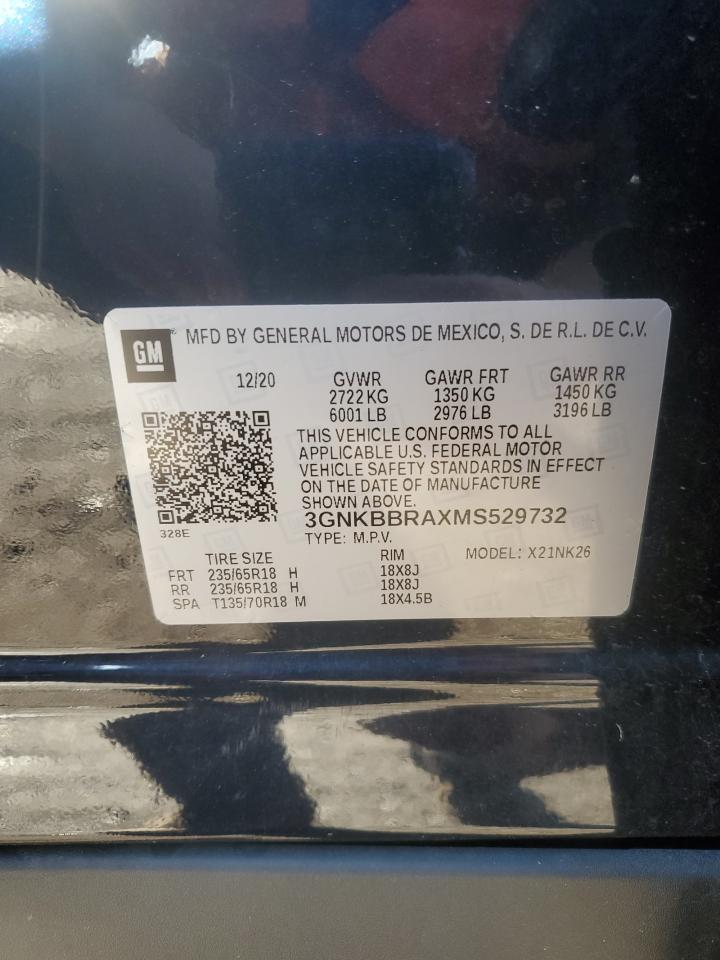 GM ® MFD BY GENERAL MOTORS DE MEXICO, S. DE R.L. DE C.V.
12/20 GVWR GAWR FRT GAWR RR
2722 KG 1350 KG 1450 KG
6001 LB 2976 LB 3196 LB
THIS VEHICLE CONFORMS TO ALL
APPLICABLE U.S. FEDERAL MOTOR
VEHICLE SAFETY STANDARDS IN EFFECT
ON THE DATE OF MANUFACTURE
SHOWN ABOVE.
3GNKBBRAXMS529732
328E
TYPE: M.P.V. MODEL: X21NK26
TIRE SIZE RIM
FRT 235/65R18 H 18X8J
RR 235/65R18 H 18X8J
SPA T135/70R18 M 18X4.5B